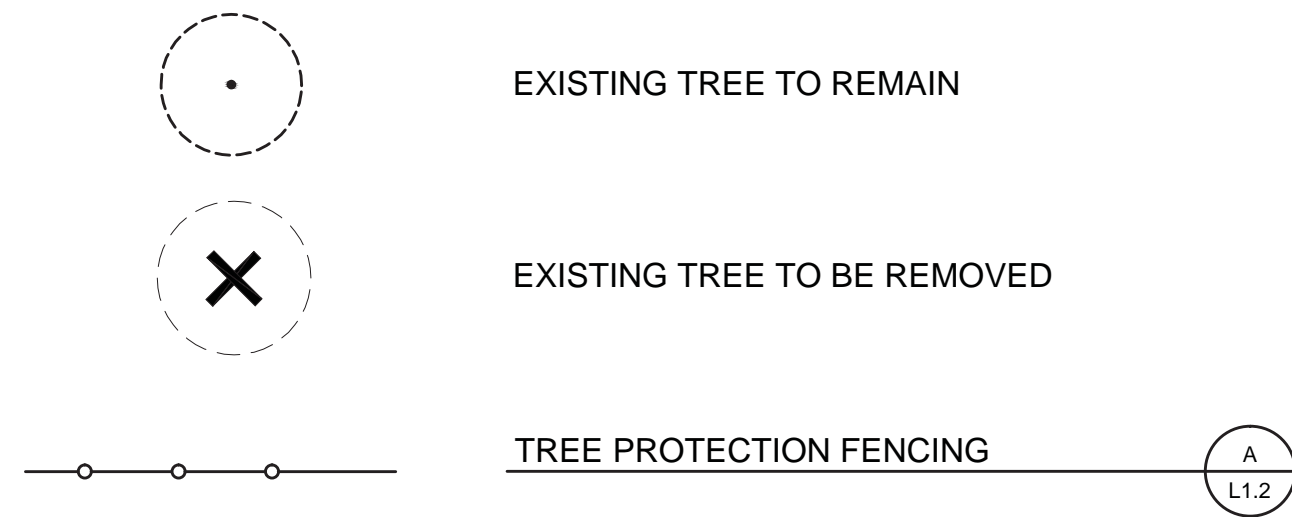 EXISTING TREE TO REMAIN
EXISTING TREE TO BE REMOVED
TREE PROTECTION FENCING
A
L1.2